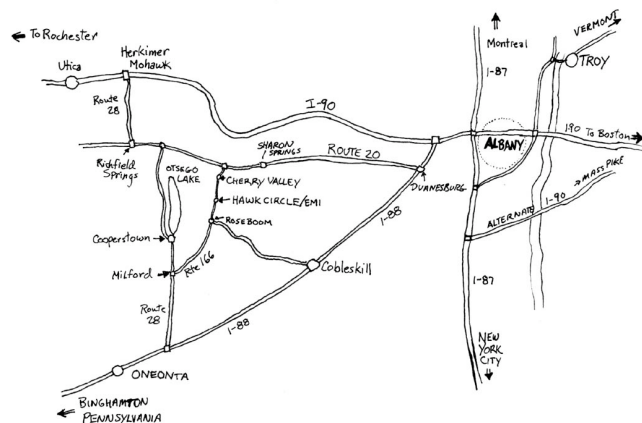 To Rochester
Herkimer
Mohawk
Utica
Route
28
I-90
Montreal
I-87
VERMONT
TROY
ALBANY
I90 To Boston
Richfield
Springs
OTSEGO
LAKE
SHARON
SPRINGS
ROUTE 20
CHERRY VALLEY
HAWK CIRCLE/EMI
ROSEBOOM
DUANESBURG
I-88
ALTERNATE I-90 MASS PIKE
Cooperstown
Milford
Rte 166
Cobleskill
Route
28
I-88
I-87
NEW
YORK
CITY
ONEONTA
BINGHAMTON
PENNSYLVANIA